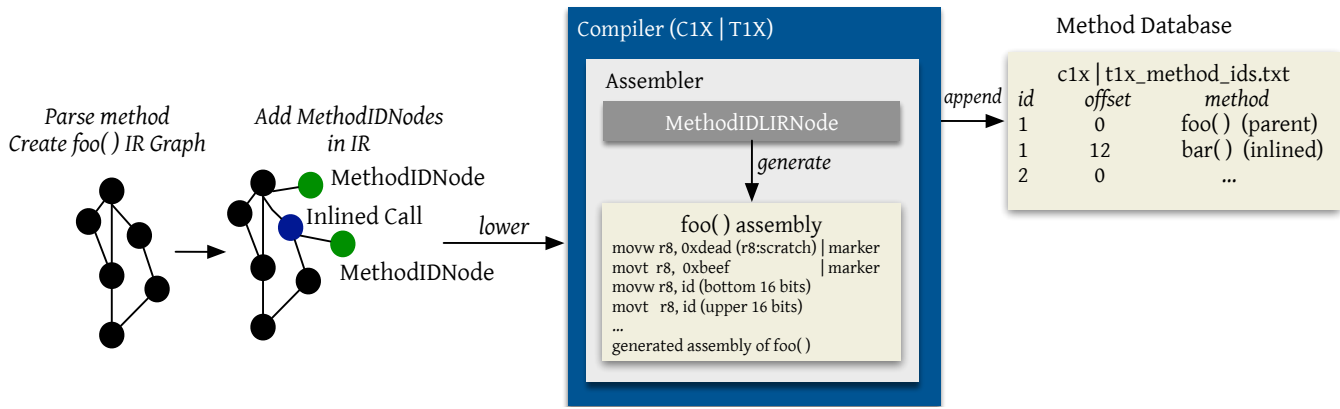 Parse method
Create foo( ) IR Graph
Add MethodIDNodes
in IR
MethodIDNode
Inlined Call
MethodIDNode
lower
Compiler (C1X | T1X)
Assembler
MethodIDLIRNode
generate
foo( ) assembly
movw r8, 0xdead (r8:scratch) | marker
movt r8, 0xbeef | marker
movw r8, id (bottom 16 bits)
movt r8, id (upper 16 bits)
...
generated assembly of foo( )
append
Method Database
c1x | t1x_method_ids.txt
id offset method
1 0 foo( ) (parent)
1 12 bar( ) (inlined)
2 0 ...